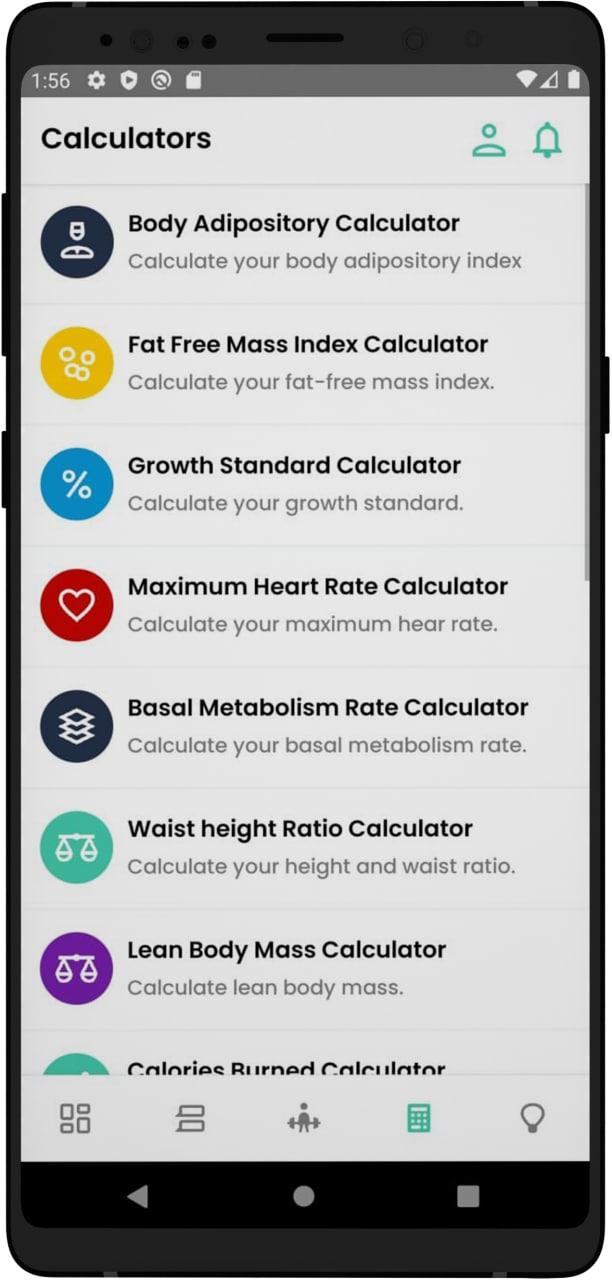 1:56
Calculators
Body Adipository Calculator
Calculate your body adipository index
Fat Free Mass Index Calculator
Calculate your fat-free mass index.
Growth Standard Calculator
Calculate your growth standard.
Maximum Heart Rate Calculator
Calculate your maximum hear rate.
Basal Metabolism Rate Calculator
Calculate your basal metabolism rate.
Waist height Ratio Calculator
Calculate your height and waist ratio.
Lean Body Mass Calculator
Calculate lean body mass.
Calories Burned Calculator